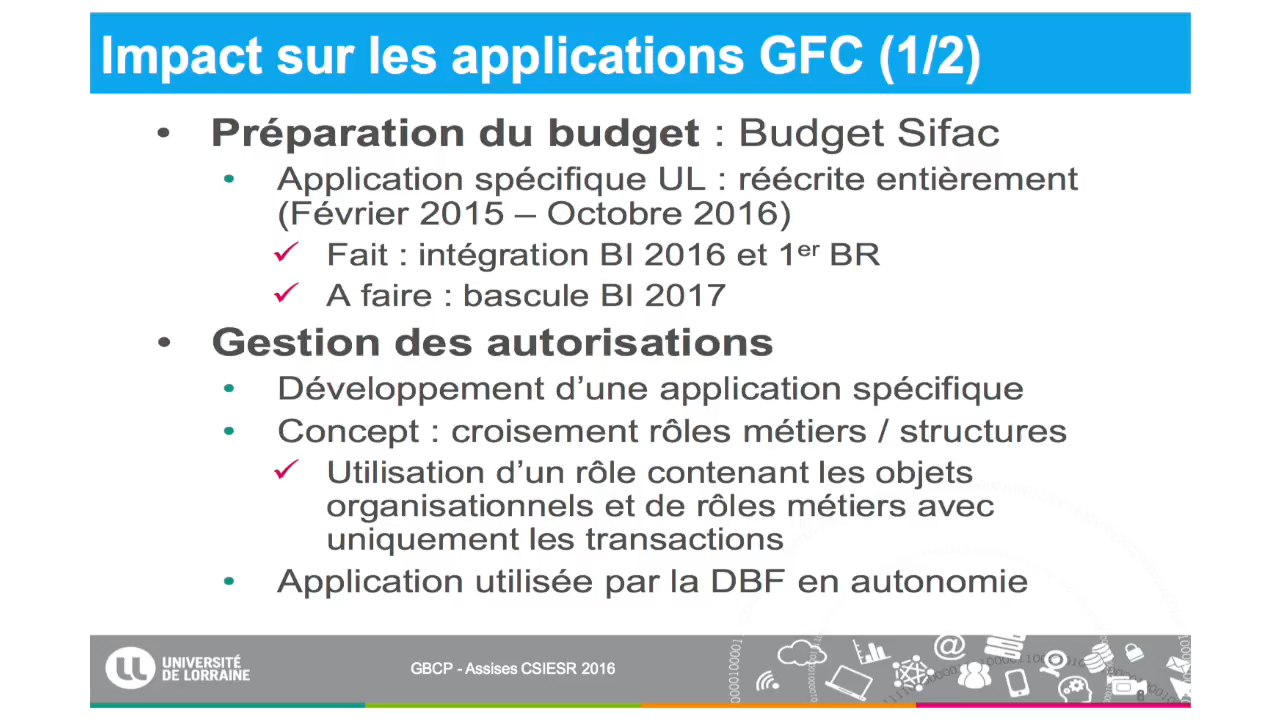 Impact sur les applications GFC (1/2)
• Préparation du budget : Budget Sifac
• Application spécifique UL : réécrite entièrement
(Février 2015 – Octobre 2016)
✓ Fait : intégration BI 2016 et 1er BR
✓ A faire : bascule BI 2017
• Gestion des autorisations
• Développement d’une application spécifique
• Concept : croisement rôles métiers / structures
✓ Utilisation d’un rôle contenant les objets
organisationnels et de rôles métiers avec
uniquement les transactions
• Application utilisée par la DBF en autonomie
UNIVERSITÉ
DE LORRAINE
GBCP - Assises CSIESR 2016
8